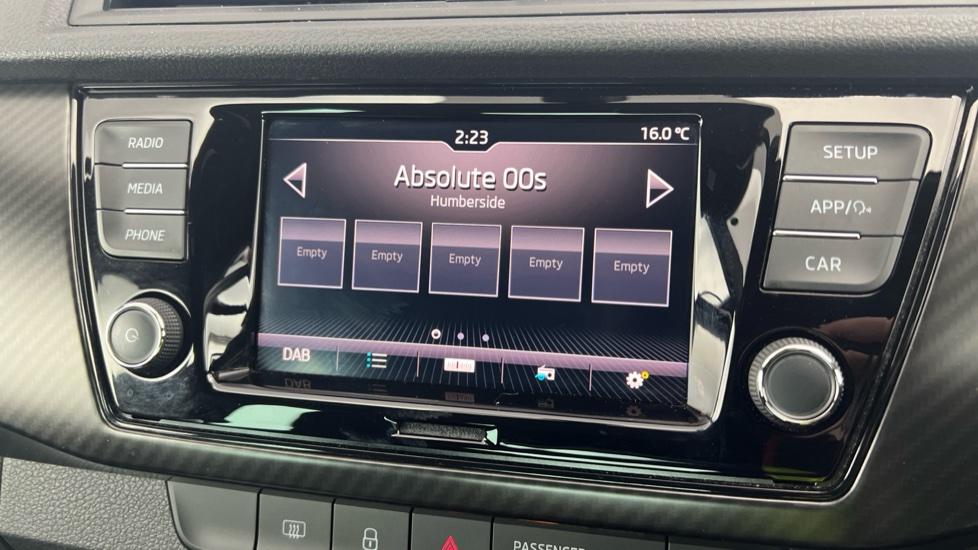 2:23
16.0 °C
RADIO
MEDIA
PHONE
Absolute 00s
Humberside
Empty Empty Empty Empty Empty
DAB
SETUP
APP/
CAR
PASSENGER